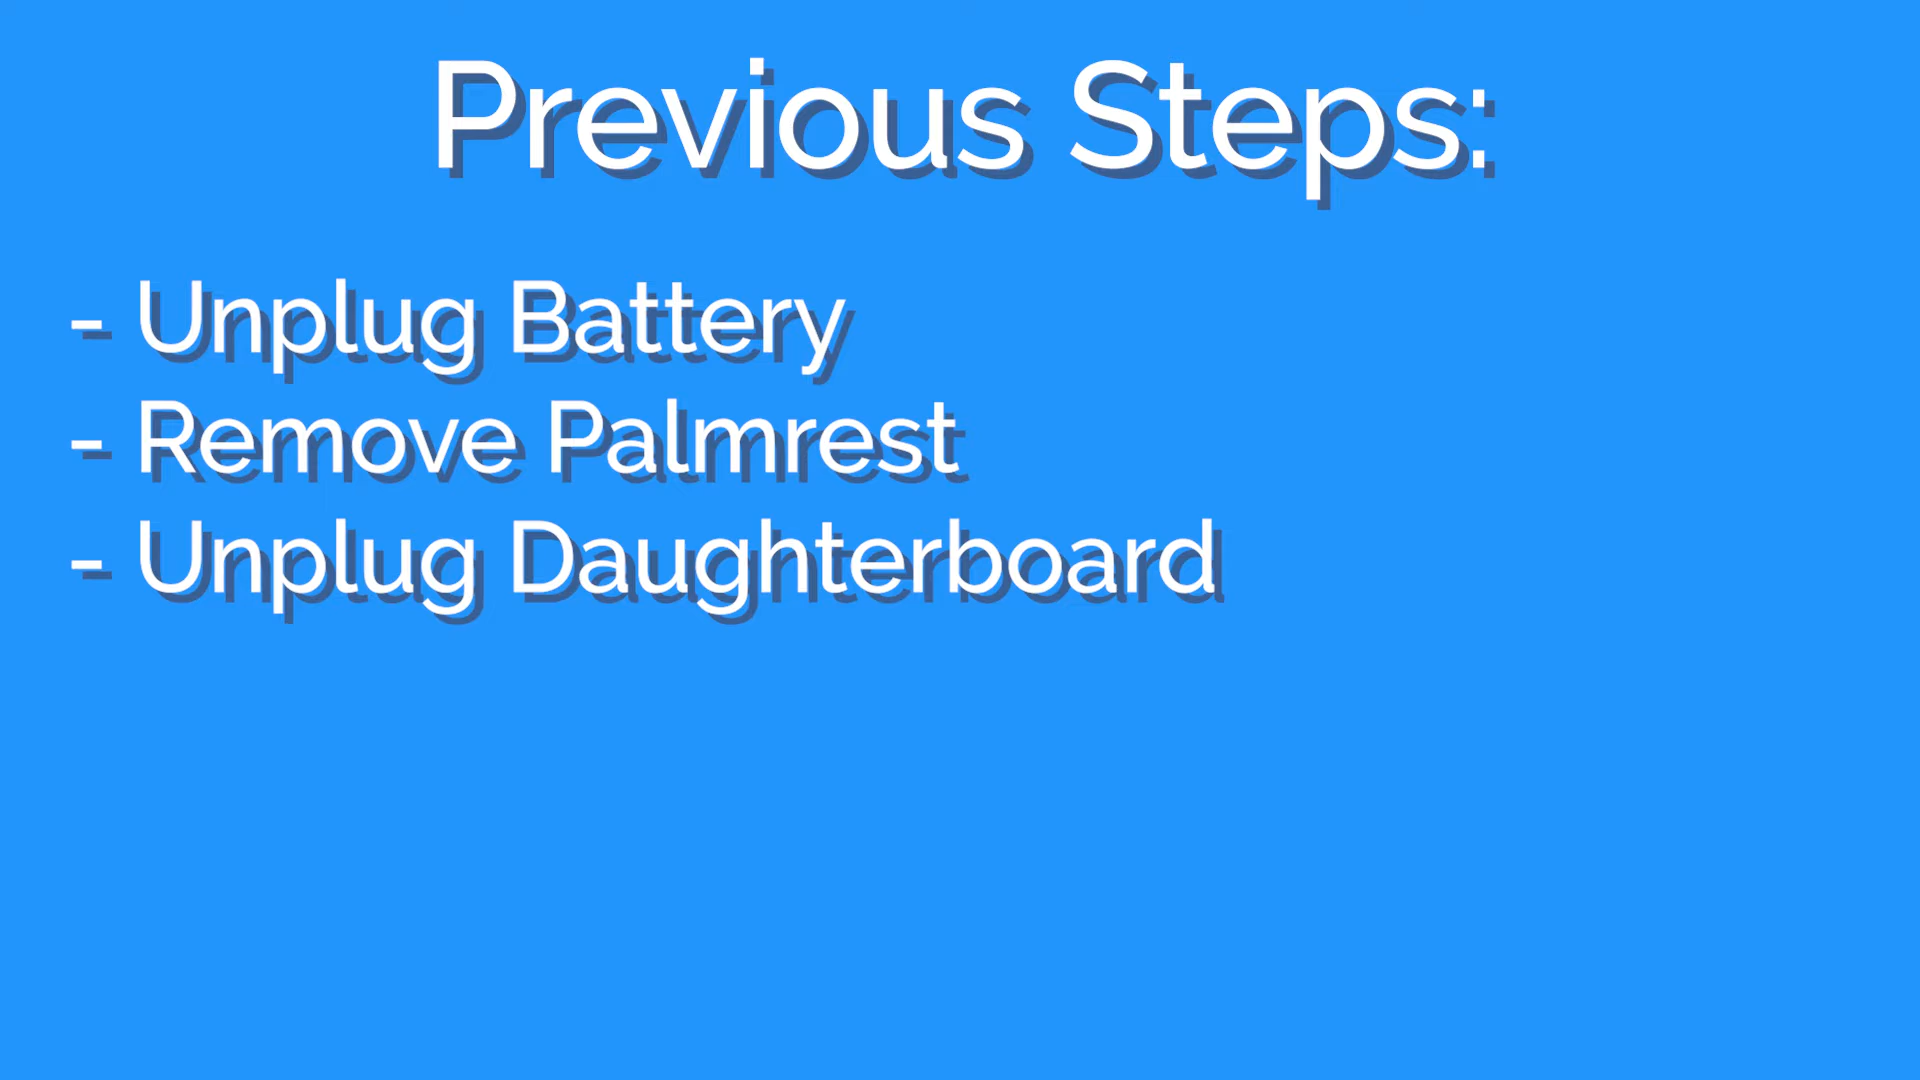 Previous Steps:
- Unplug Battery
- Remove Palmrest
- Unplug Daughterboard